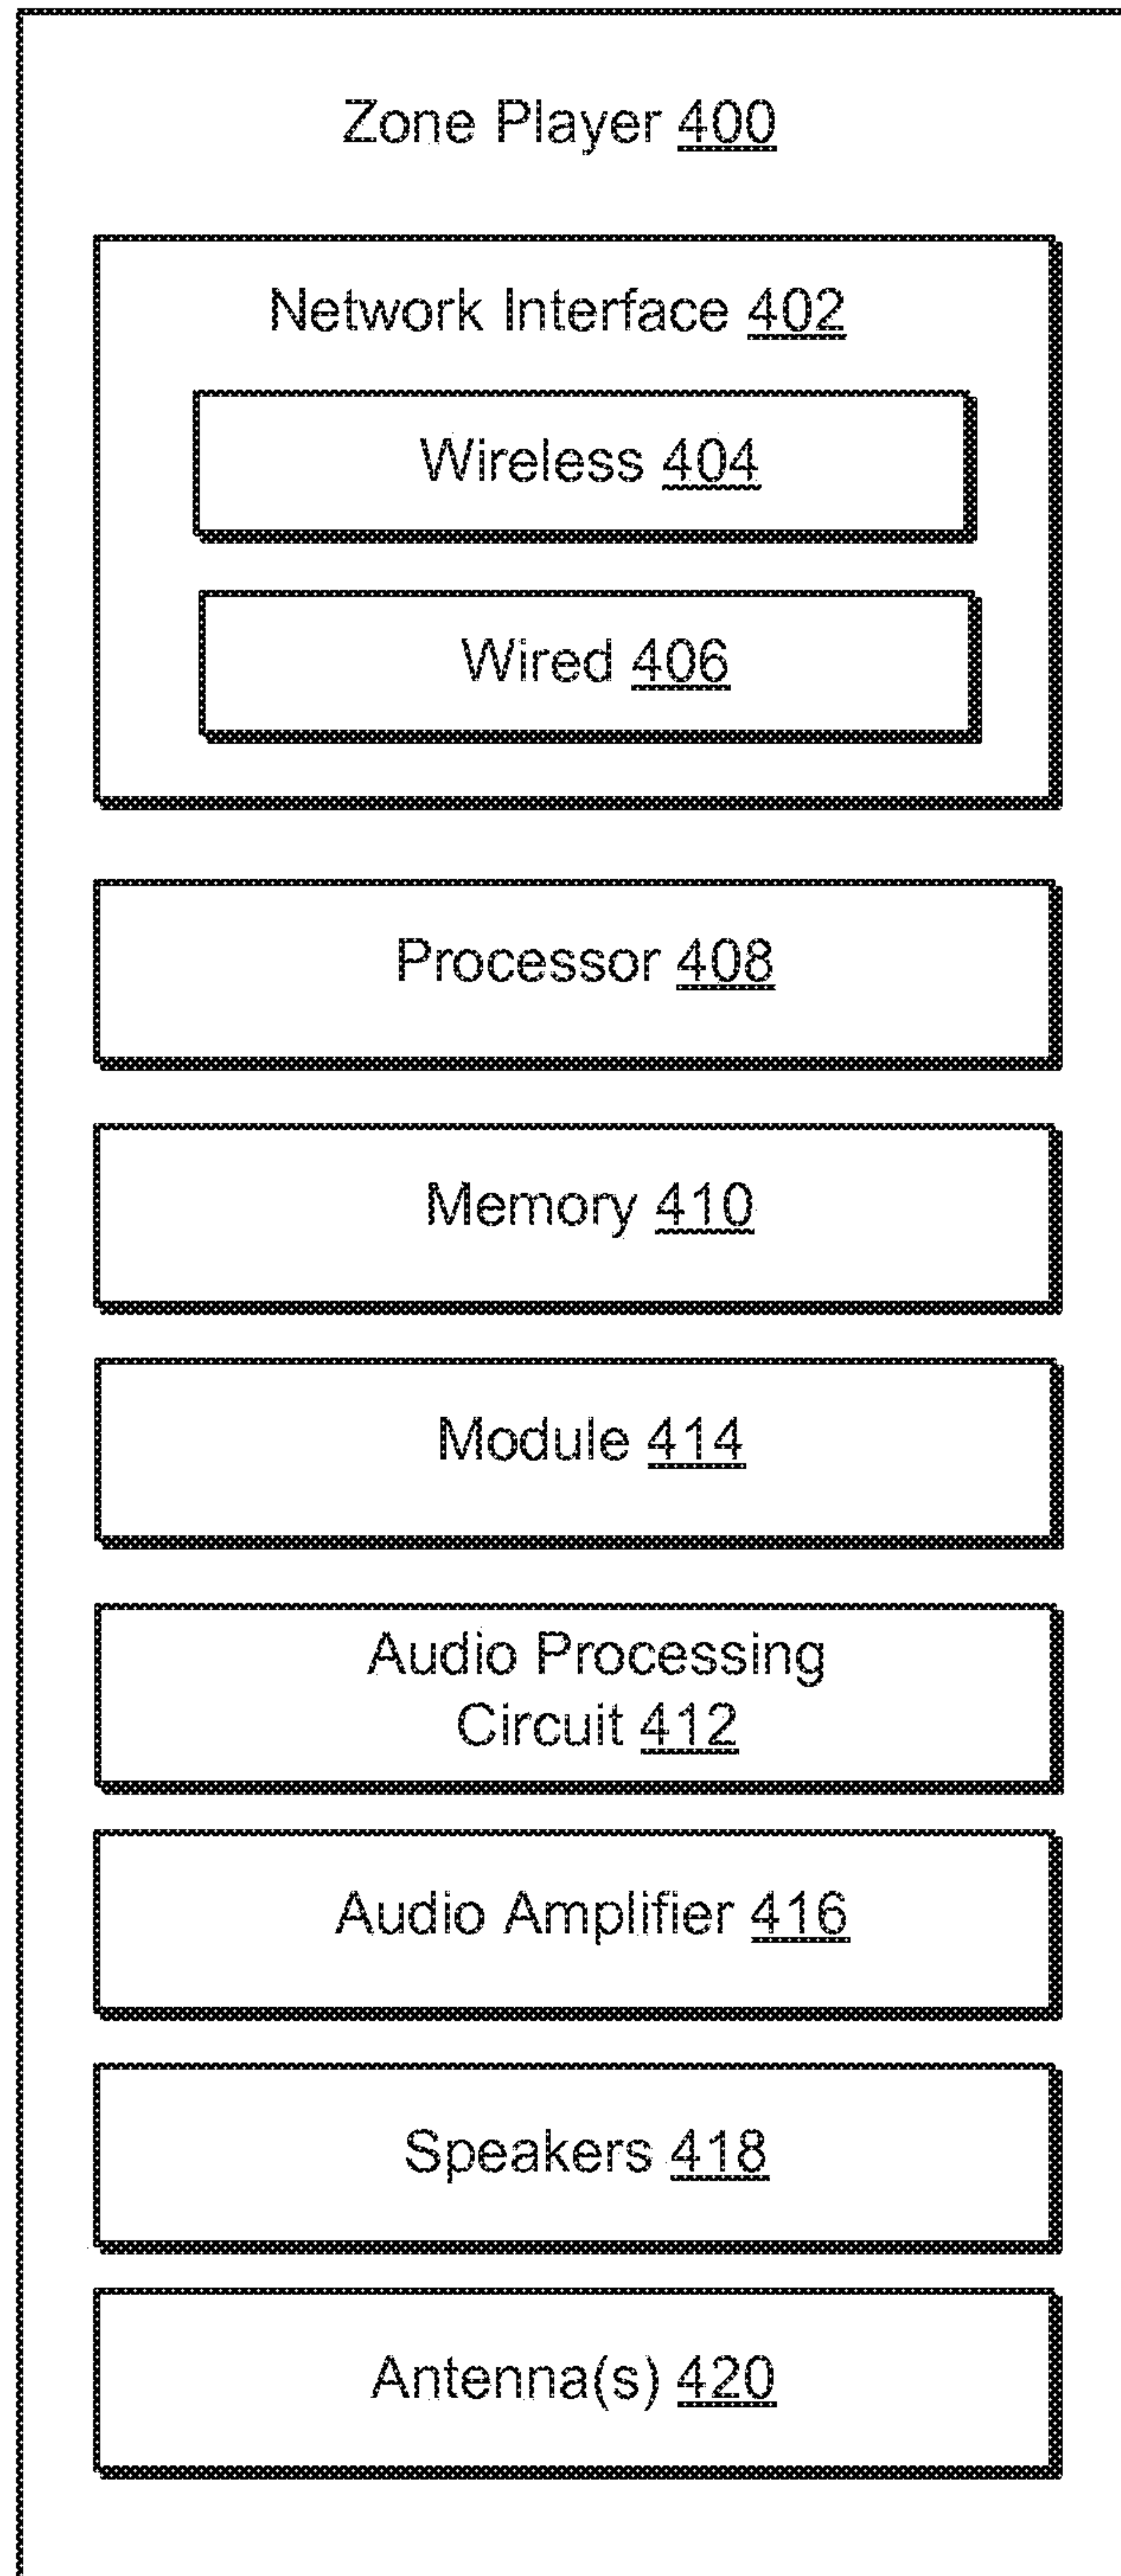 Zone Player 400
Network Interface 402
Wireless 404
Wired 406
Processor 408
Memory 410
Module 414
Audio Processing
Circuit 412
Audio Amplifier 416
Speakers 418
Antenna(s) 420